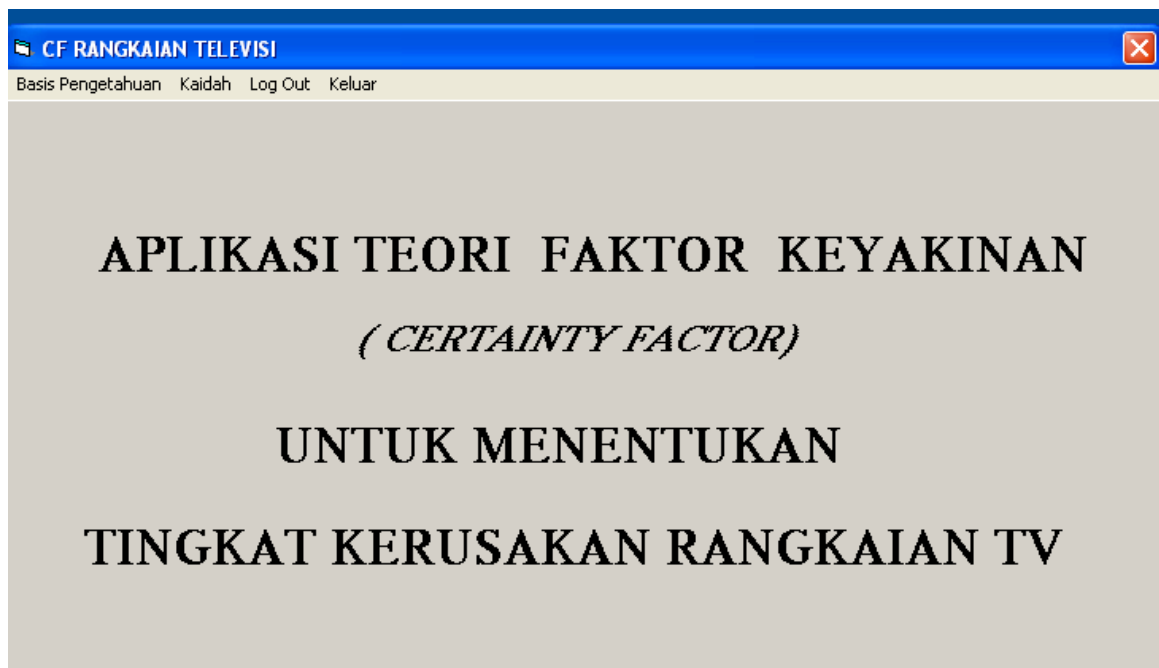 CF RANGKAIAN TELEVISI
Basis Pengetahuan Kaidah Log Out Keluar
APLIKASI TEORI FAKTOR KEYAKINAN
( CERTAINTY FACTOR)
UNTUK MENENTUKAN
TINGKAT KERUSAKAN RANGKAIAN TV